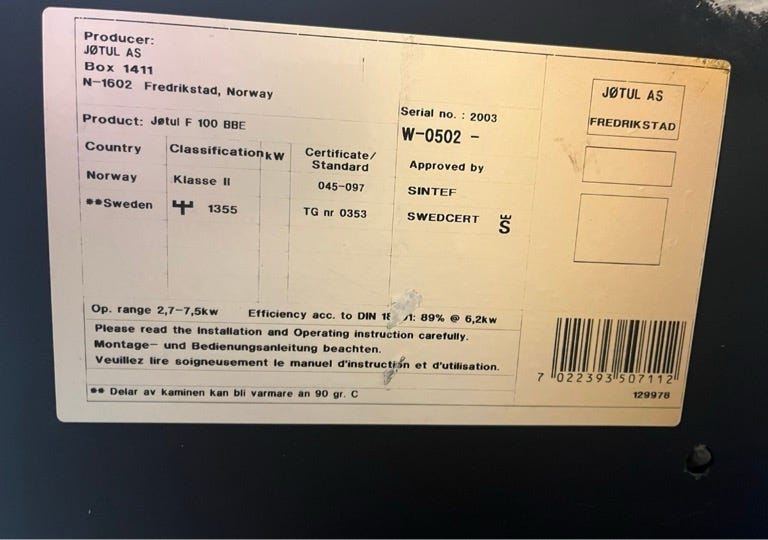 Producer:
JØTUL AS
Box 1411
N-1602 Fredrikstad, Norway
Product: Jøtul F 100 BBE
Serial no. : 2003
W-0502 -
Country Classification kW Certificate/ Standard Approved by
Norway Klasse II 045-097 SINTEF
**Sweden 1355 TG nr 0353 SWEDCERT
Op. range 2,7-7,5kw Efficiency acc. to DIN 89% @ 6,2kw
Please read the Installation and Operating instruction carefully.
Montage- und Bedienungsanleitung beachten.
Veuillez lire soigneusement le manuel d'instruction et d'utilisation.
** Delar av kaminen kan bli varmare an 90 gr. C
JØTUL AS
FREDRIKSTAD
7 022393 507112
129978